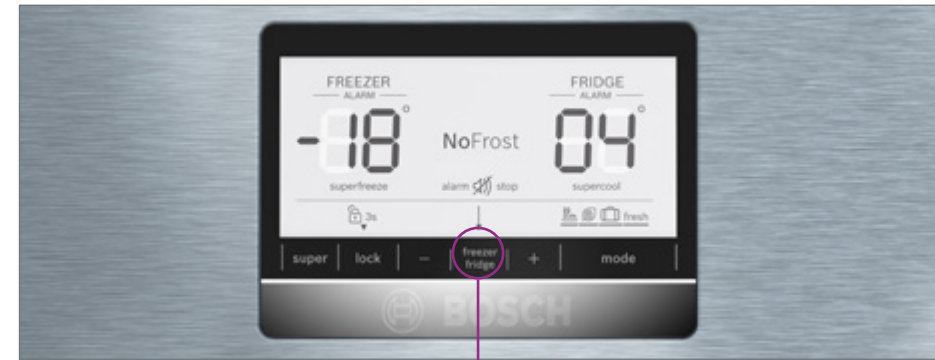 FREEZER
ALARM
-18°
superfreeze
NoFrost
alarm stop
FRIDGE
ALARM
04°
supercool
3s
fresh
super lock − freezer fridge + mode
BOSCH